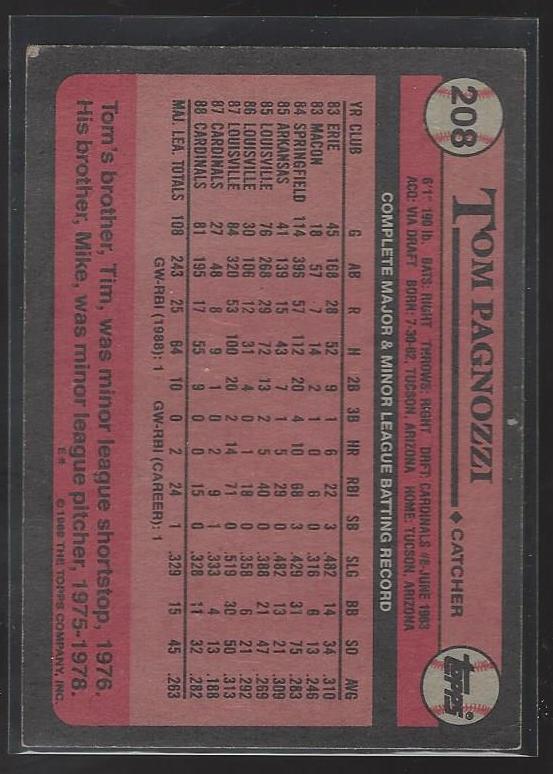 208
TOM PAGNOZZI ◆ CATCHER
TOPPS®
6'1" 190 lb. BATS: RIGHT THROWS: RIGHT DRFT: CARDINALS #8-JUNE 1983
ACQ: VIA DRAFT BORN: 7-30-62, TUCSON, ARIZONA HOME: TUCSON, ARIZONA
COMPLETE MAJOR & MINOR LEAGUE BATTING RECORD
YR CLUB G AB R H 2B 3B HR RBI SB SLG BB SO AVG
83 ERIE 45 168 28 52 9 1 6 22 3 .482 14 34 .310
83 MACON 18 57 7 14 2 1 0 6 0 .316 6 13 .246
84 SPRINGFIELD 114 396 57 112 20 4 10 68 3 .429 31 75 .283
85 ARKANSAS 41 139 15 43 7 1 5 29 0 .482 13 21 .309
85 LOUISVILLE 76 268 29 72 13 2 5 40 0 .388 21 47 .269
86 LOUISVILLE 30 106 12 31 4 0 1 18 0 .358 6 21 .292
87 LOUISVILLE 84 320 53 100 20 2 14 71 0 .519 30 50 .313
87 CARDINALS 27 48 8 9 1 0 2 9 1 .333 4 13 .188
88 CARDINALS 81 195 17 55 9 0 0 15 0 .328 11 32 .282
MAJ. LEA. TOTALS 108 243 25 64 10 0 2 24 1 .329 15 45 .263
GW-RBI (1988): 1 GW-RBI (CAREER): 1
Tom's brother, Tim, was minor league shortstop, 1976.
His brother, Mike, was minor league pitcher, 1975-1978.
E* © 1989 THE TOPPS COMPANY, INC.